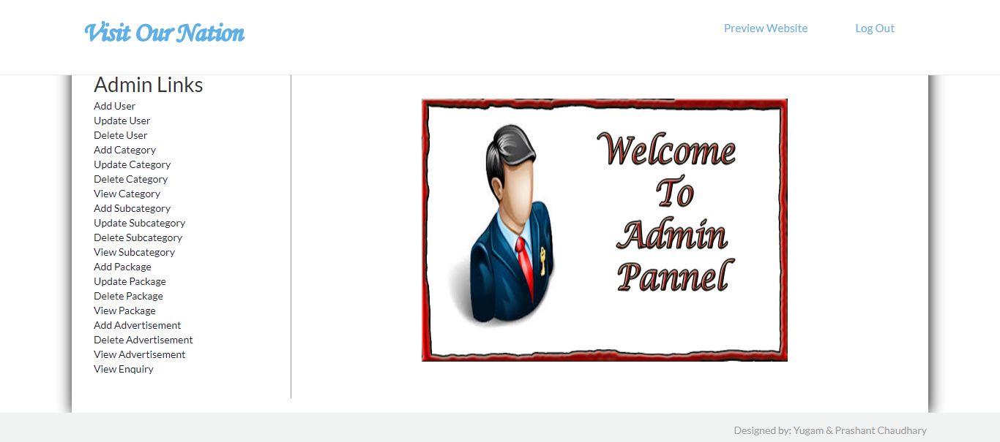 Visit Our Nation
Preview Website
Log Out
Admin Links
Add User
Update User
Delete User
Add Category
Update Category
Delete Category
View Category
Add Subcategory
Update Subcategory
Delete Subcategory
View Subcategory
Add Package
Update Package
Delete Package
View Package
Add Advertisement
Delete Advertisement
View Advertisement
View Enquiry
Welcome
To
Admin
Pannel
Designed by: Yugam & Prashant Chaudhary